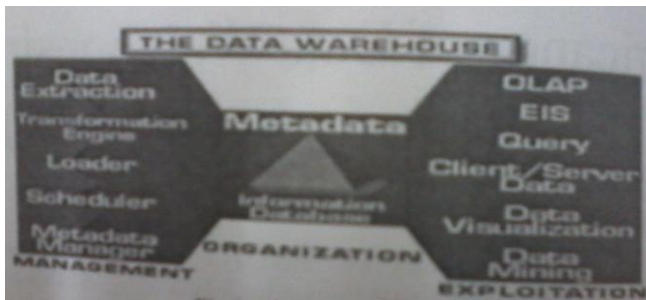 THE DATA WAREHOUSE
Data
Extraction
Transformation
Engine
Loader
Scheduler
Metadata
Manager
MANAGEMENT
Metadata
Information
Database
ORGANIZATION
OLAP
EIS
Query
Client/Server
Data
Data
Visualization
Data
Mining
EXPLOITATION